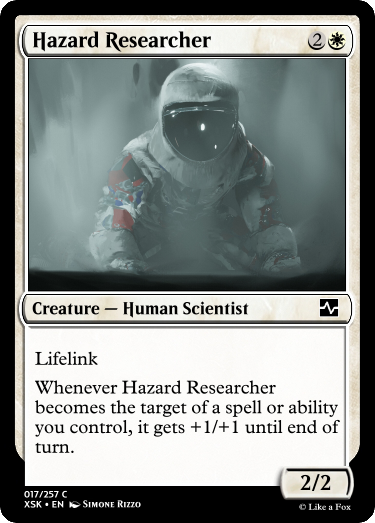 Hazard Researcher 2
Creature — Human Scientist
Lifelink
Whenever Hazard Researcher
becomes the target of a spell or ability
you control, it gets +1/+1 until end of
turn.
2/2
017/257 C
XSK • EN Simone Rizzo
© Like a Fox